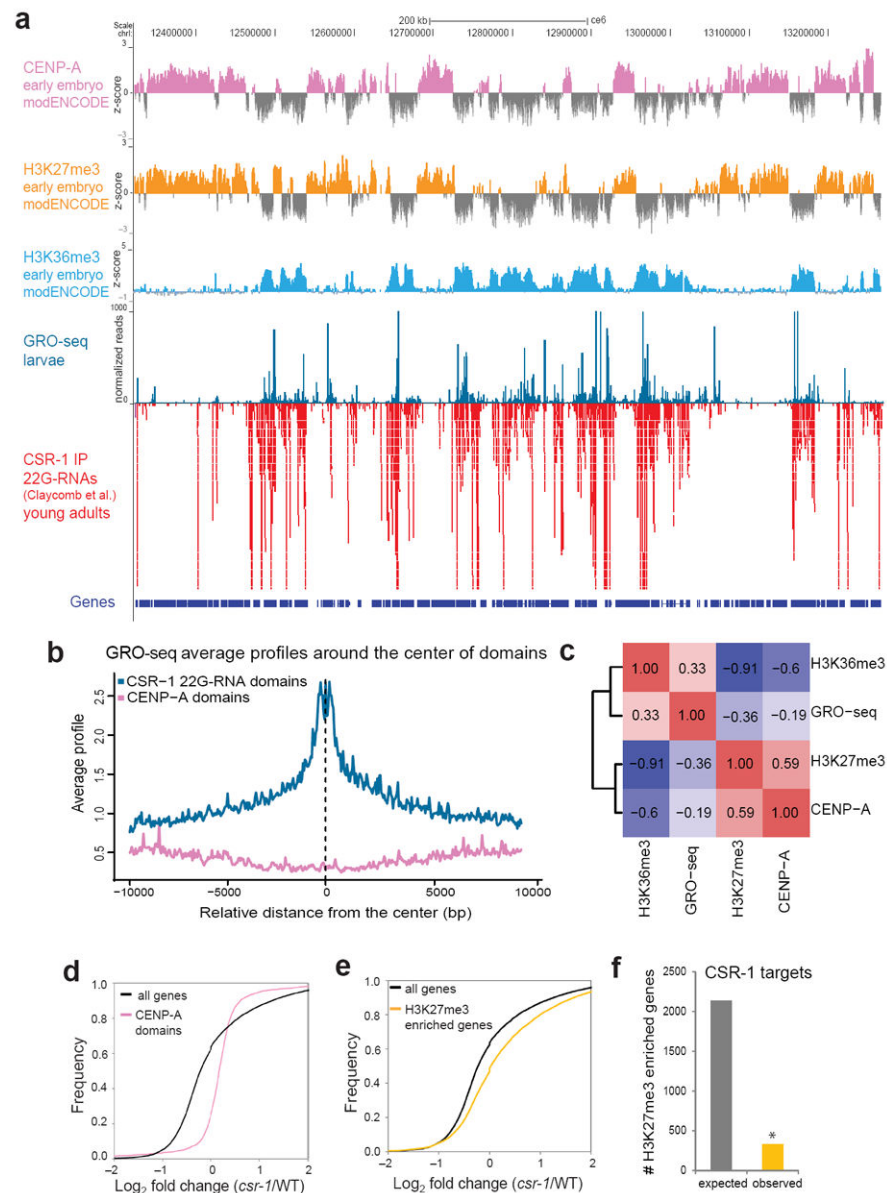 a
Scale
chrI:
200 kb
ce6
12400000
12500000
12600000
12700000
12800000
12900000
13000000
13100000
13200000
CENP-A
early embryo
modENCODE
z-score
3
0
−3
H3K27me3
early embryo
modENCODE
z-score
3
0
−3
H3K36me3
early embryo
modENCODE
z-score
5
−1
GRO-seq
larvae
normalized reads
1000
0
CSR-1 IP
22G-RNAs
(Claycomb et al.)
young adults
Genes
b
GRO-seq average profiles around the center of domains
CSR−1 22G-RNA domains
CENP−A domains
Average profile
2.5
2.0
1.5
1.0
0.5
−10000
−5000
0
5000
10000
Relative distance from the center (bp)
c
1.00 0.33 −0.91 −0.6 H3K36me3
0.33 1.00 −0.36 −0.19 GRO−seq
−0.91 −0.36 1.00 0.59 H3K27me3
−0.6 −0.19 0.59 1.00 CENP−A
H3K36me3
GRO−seq
H3K27me3
CENP−A
d
all genes
CENP-A
domains
Frequency
1.0
0.8
0.6
0.4
0.2
0.0
−2 −1 0 1 2
Log2 fold change (csr-1/WT)
e
all genes
H3K27me3
enriched genes
Frequency
1.0
0.8
0.6
0.4
0.2
0.0
−2 −1 0 1 2
Log2 fold change (csr-1/WT)
f
CSR-1 targets
# H3K27me3 enriched genes
2500
2000
1500
1000
500
0
*
expected observed